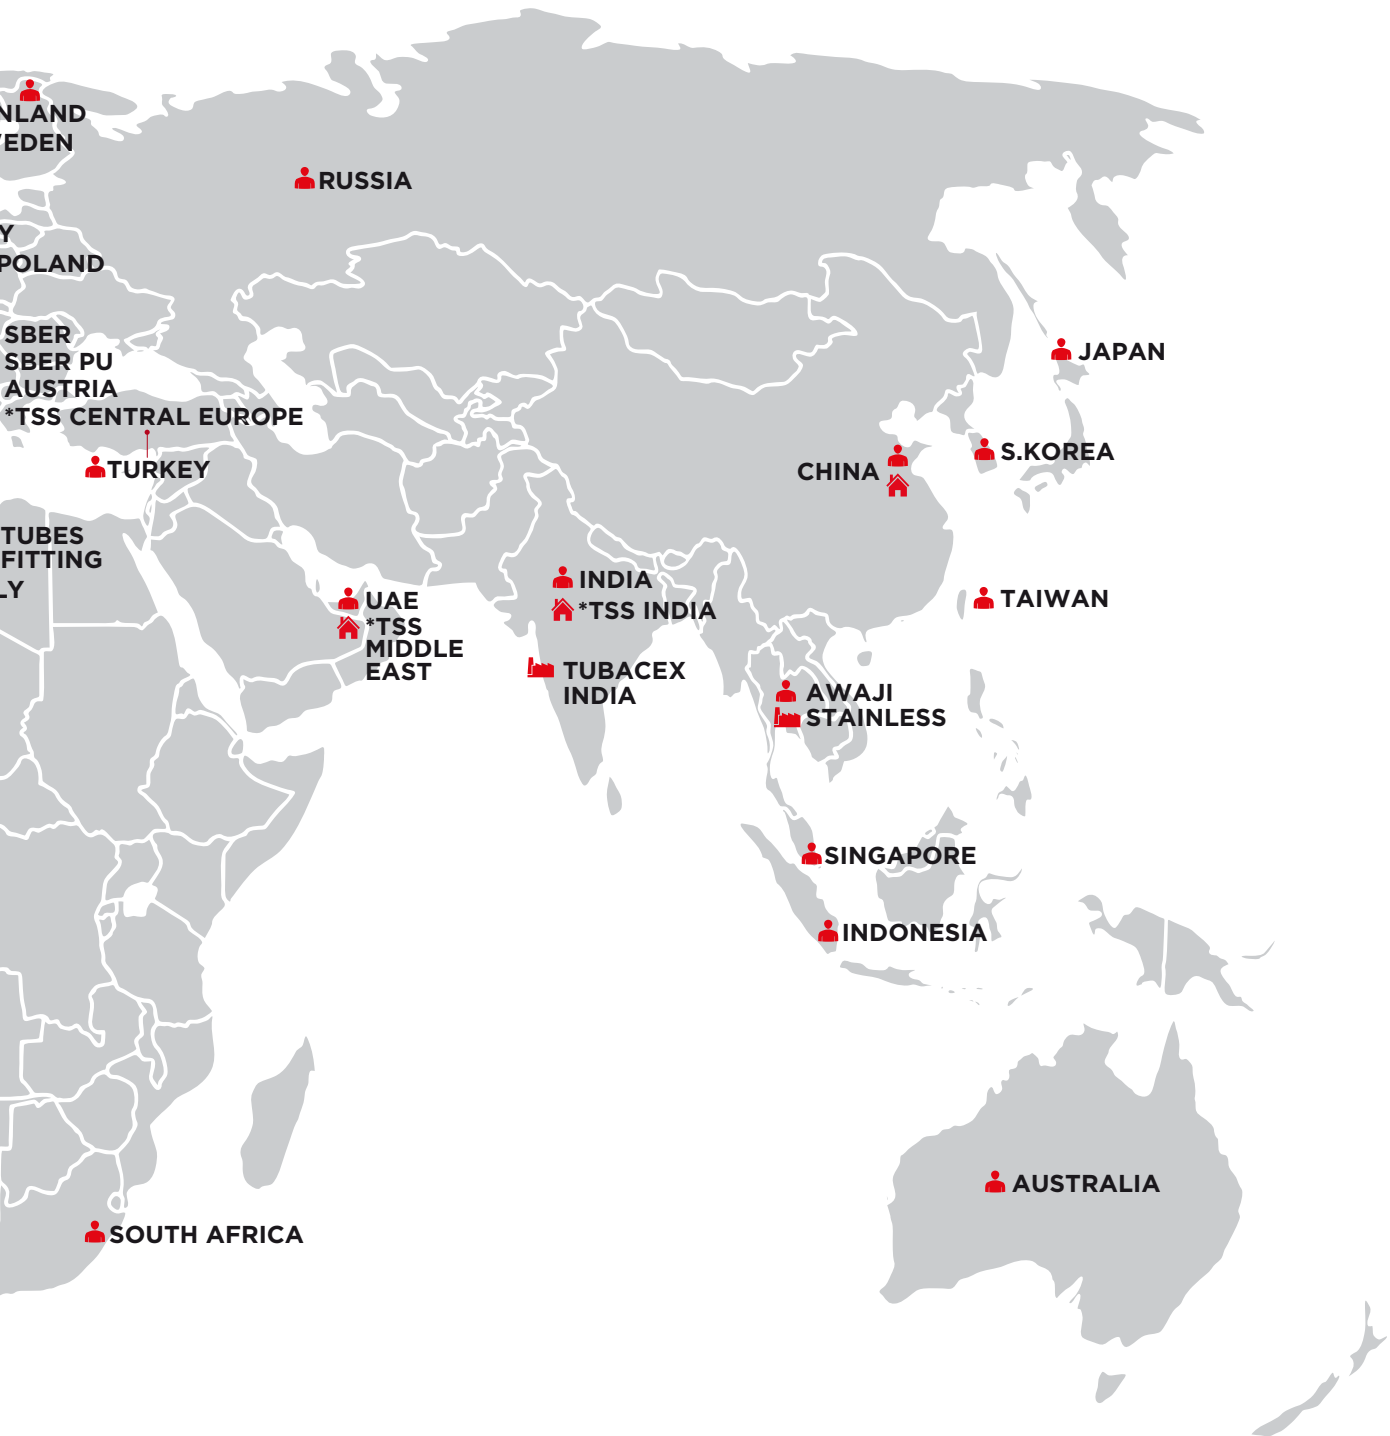 NLAND
EDEN
RUSSIA
Y
POLAND
SBER
SBER PU
AUSTRIA
*TSS CENTRAL EUROPE
TURKEY
JAPAN
S.KOREA
CHINA
TUBES
FITTING
LY
UAE
*TSS
MIDDLE
EAST
INDIA
*TSS INDIA
TUBACEX
INDIA
TAIWAN
AWAJI
STAINLESS
SINGAPORE
INDONESIA
AUSTRALIA
SOUTH AFRICA